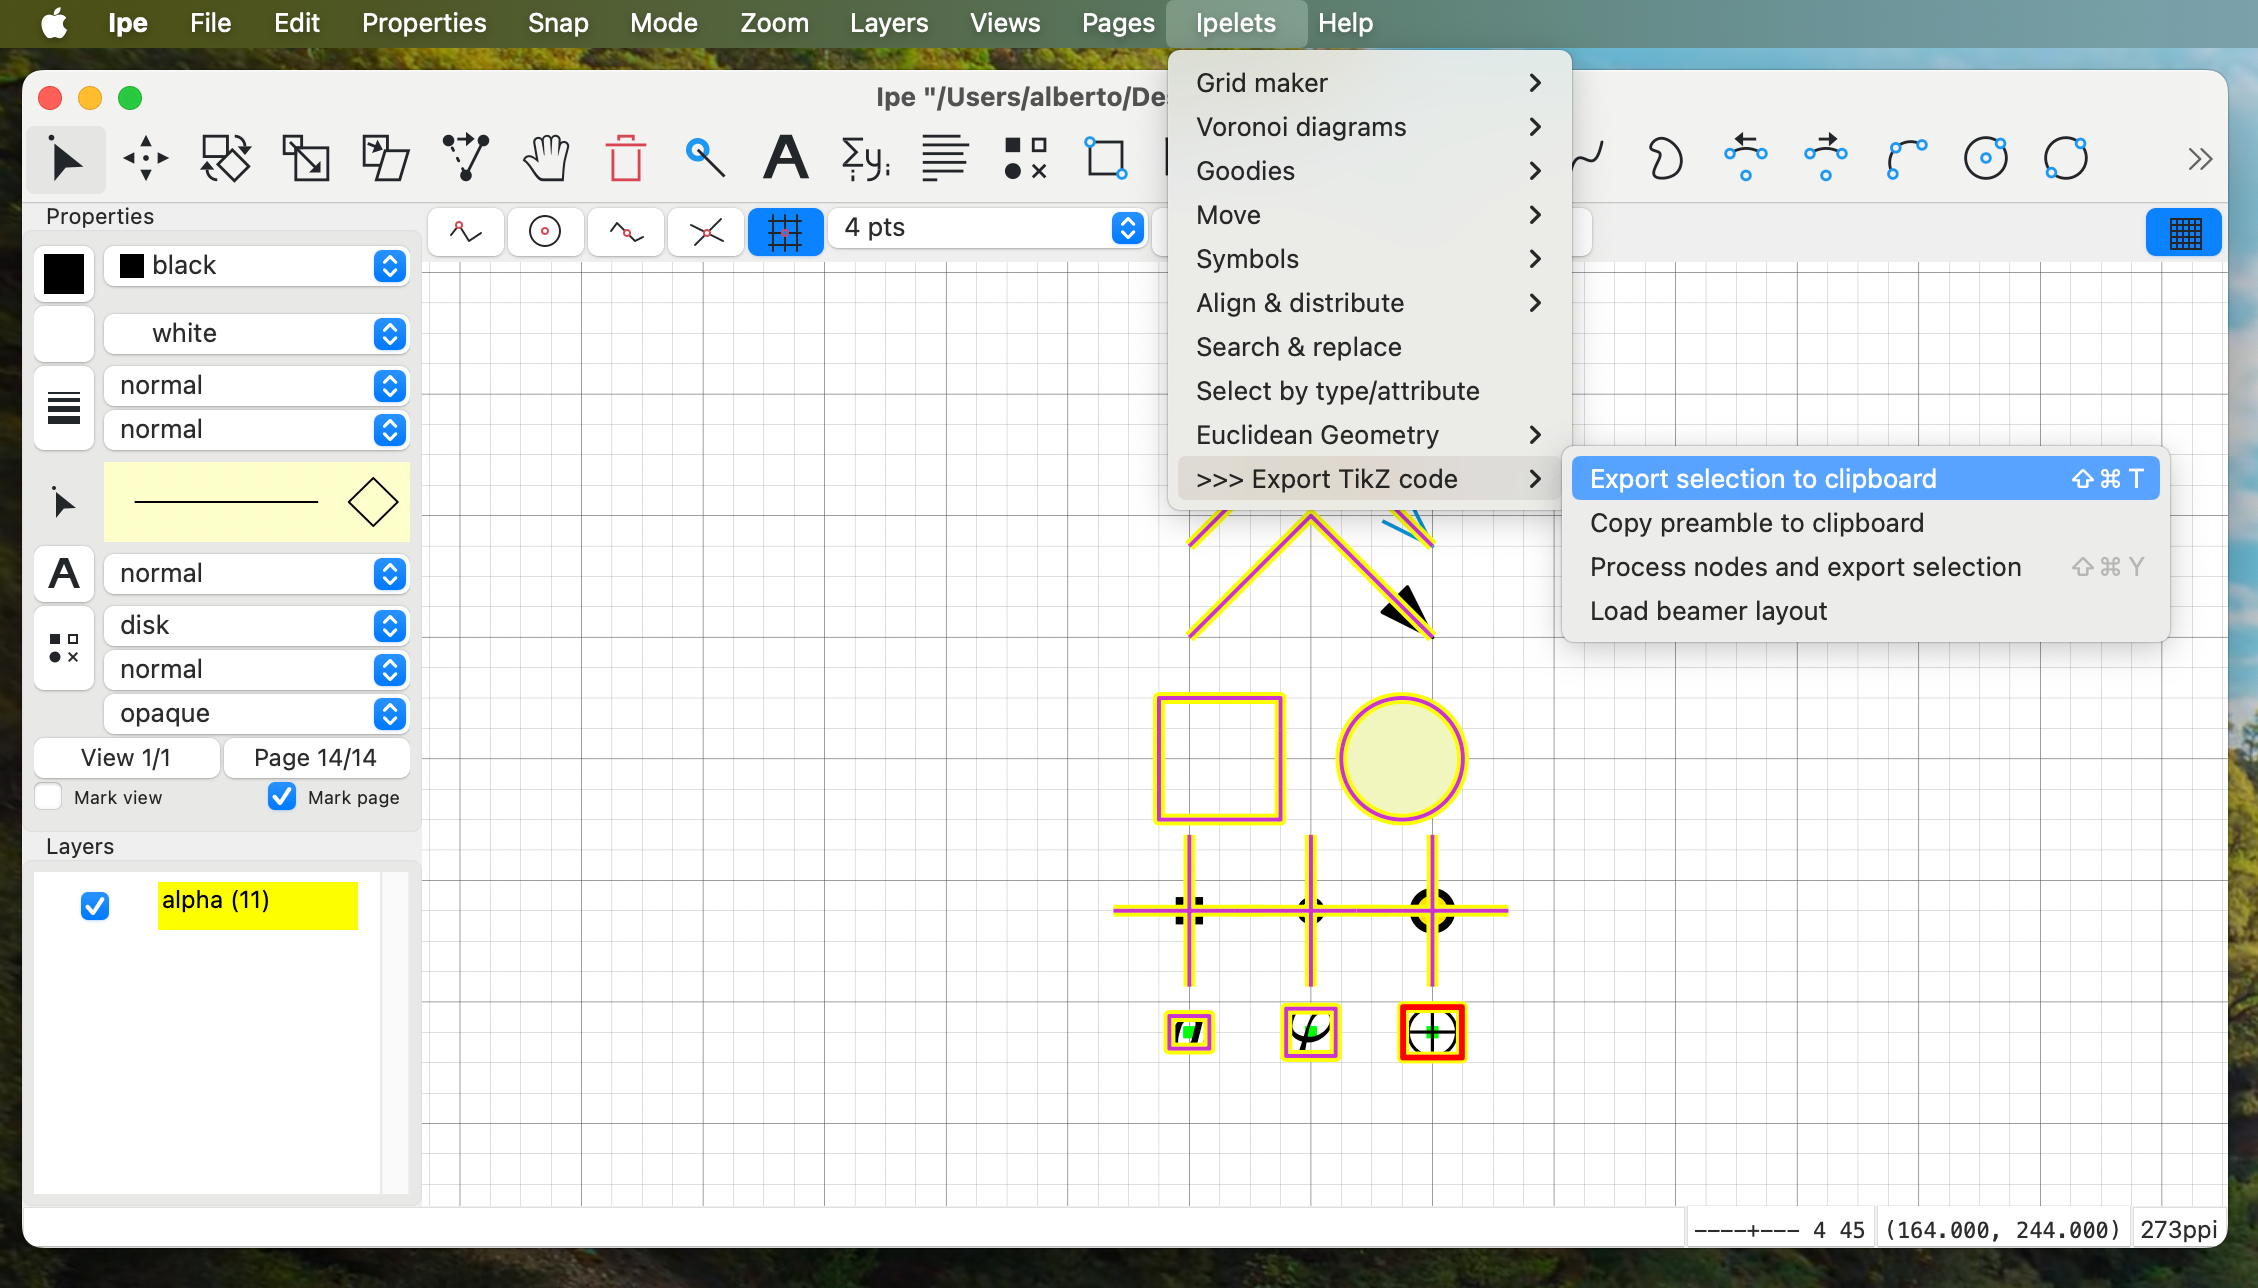 Ipe File Edit Properties Snap Mode Zoom Layers Views Pages Ipelets Help
Ipe "/Users/alberto/De
Grid maker
Voronoi diagrams
Goodies
Move
Symbols
Align & distribute
Search & replace
Select by type/attribute
Euclidean Geometry
>>> Export TikZ code
Export selection to clipboard ⇧⌘T
Copy preamble to clipboard
Process nodes and export selection ⇧⌘Y
Load beamer layout
4 pts
Properties
black
white
normal
normal
A normal
disk
normal
opaque
View 1/1 Page 14/14
Mark view Mark page
Layers
alpha (11)
----+--- 4 45 (164.000, 244.000) 273ppi